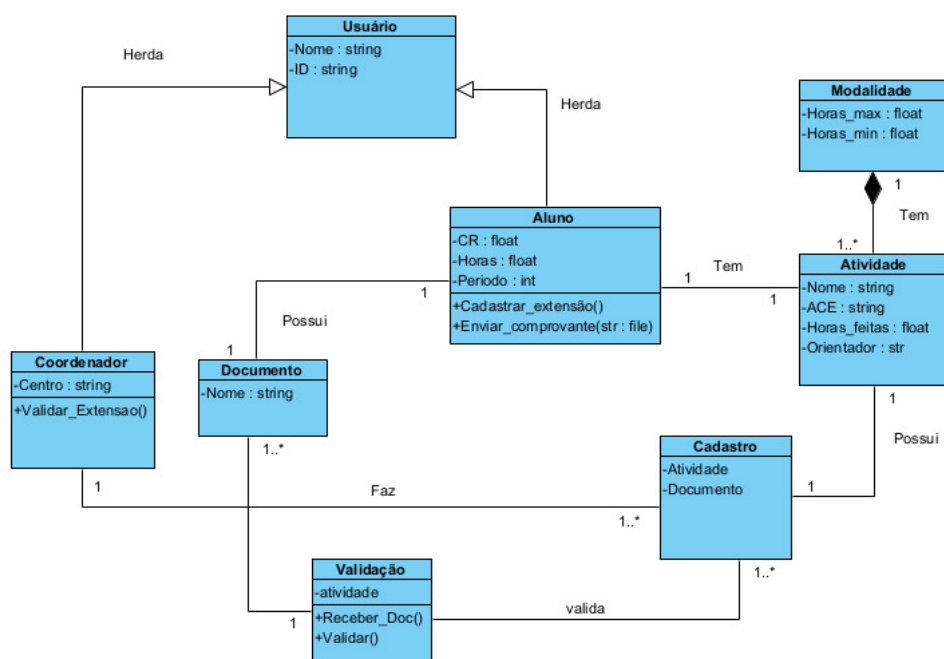 Usuário
-Nome : string
-ID : string
Herda
Herda
Modalidade
-Horas_max : float
-Horas_min : float
1
Tem
1..*
Aluno
-CR : float
-Horas : float
-Periodo : int
+Cadastrar_extensão()
+Enviar_comprovante(str : file)
1
Tem
1
Atividade
-Nome : string
-ACE : string
-Horas_feitas : float
-Orientador : str
1
Possui
1
1
Possui
1
Coordenador
-Centro : string
+Validar_Extensao()
1
Documento
-Nome : string
1..*
Faz
1..*
Cadastro
-Atividade
-Documento
1..*
Validação
-atividade
+Receber_Doc()
+Validar()
1
valida